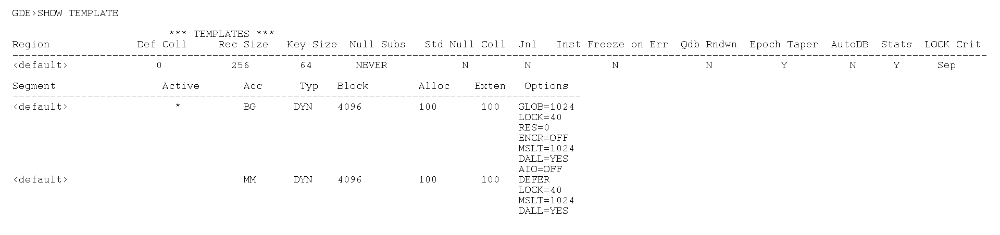 GDE>SHOW TEMPLATE
*** TEMPLATES ***
Region Def Coll Rec Size Key Size Null Subs Std Null Coll Jnl Inst Freeze on Err Qdb Rndwn Epoch Taper AutoDB Stats LOCK Crit
------------------------------------------------------------------------------------------------------------------------------------------------------------
<default> 0 256 64 NEVER N N N N Y N Y Sep
Segment Active Acc Typ Block Alloc Exten Options
-------------------------------------------------------------------------------------------
<default> * BG DYN 4096 100 100 GLOB=1024
LOCK=40
RES=0
ENCR=OFF
MSLT=1024
DALL=YES
AIO=OFF
<default> MM DYN 4096 100 100 DEFER
LOCK=40
MSLT=1024
DALL=YES